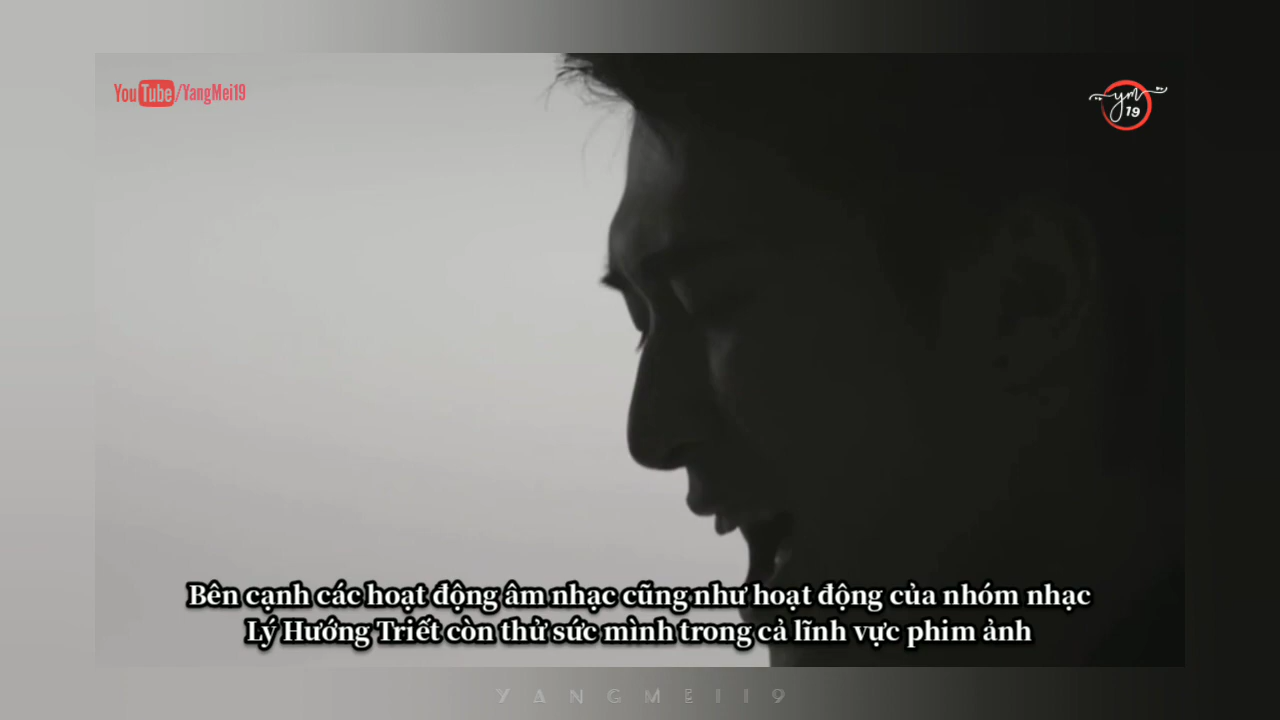 YouTube/YangMei19
ym
19
Bên cạnh các hoạt động âm nhạc cũng như hoạt động của nhóm nhạc
Lý Hướng Triết còn thử sức mình trong cả lĩnh vực phim ảnh
YANGMEI19